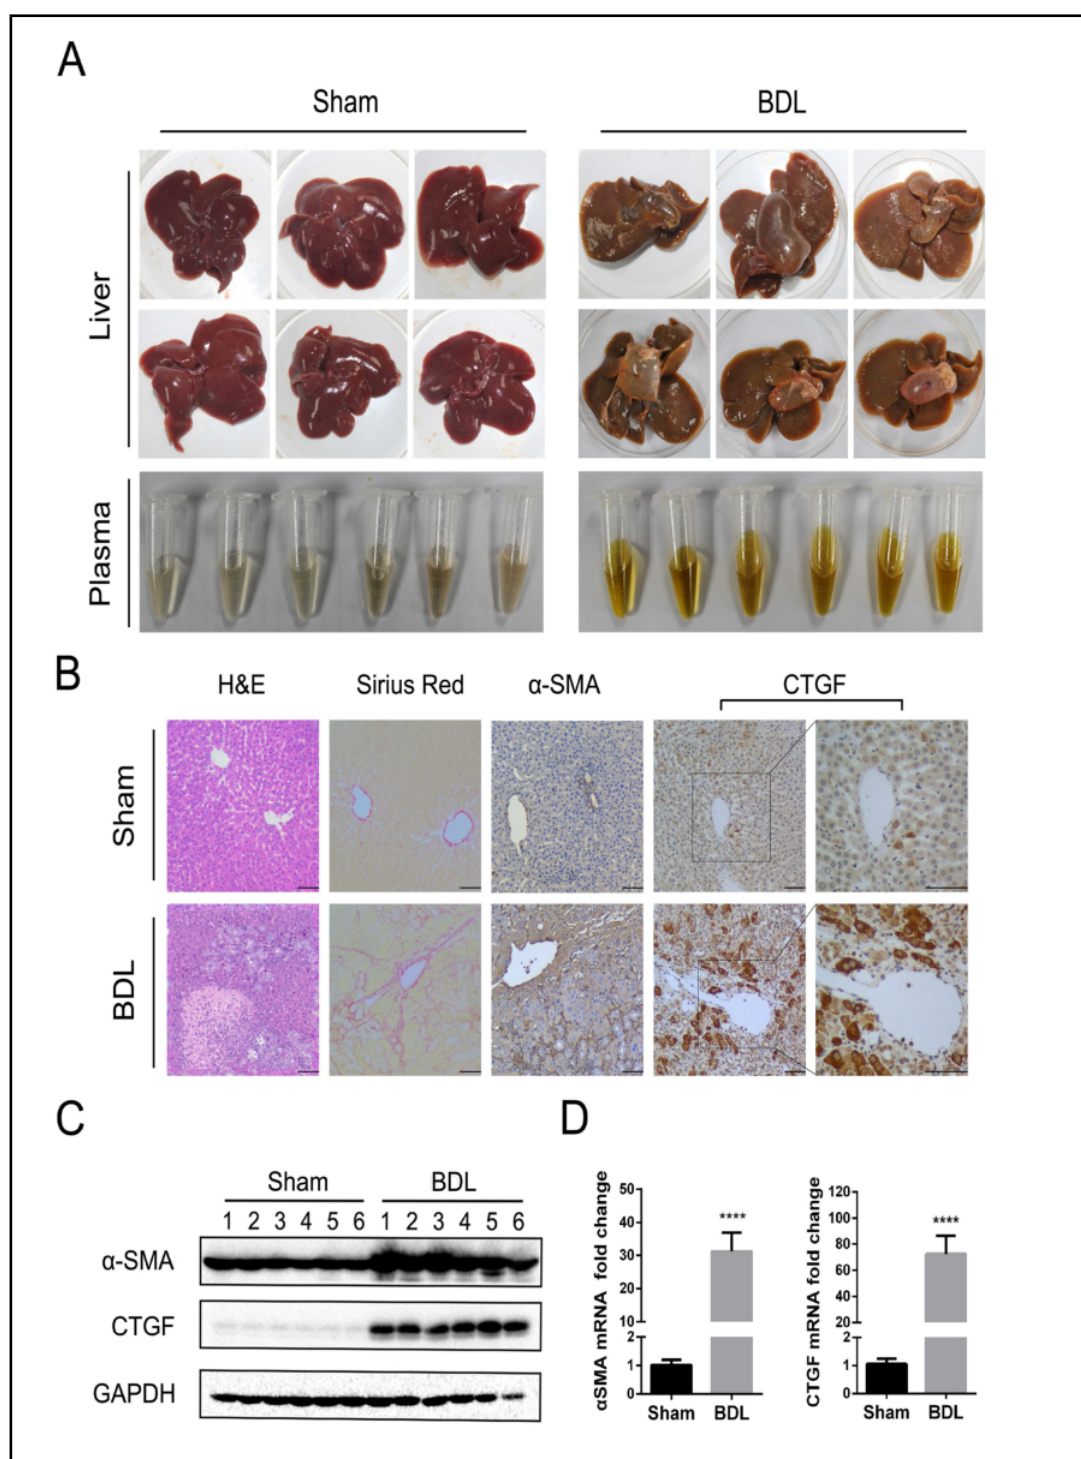 A
Sham BDL
Liver
Plasma
B
H&E Sirius Red α-SMA CTGF
Sham
BDL
C
Sham BDL
1 2 3 4 5 6 1 2 3 4 5 6
α-SMA
CTGF
GAPDH
D
αSMA mRNA fold change
50
40
30
20
10
2
1
0
****
Sham BDL
CTGF mRNA fold change
120
100
80
60
40
20
2
1
0
****
Sham BDL